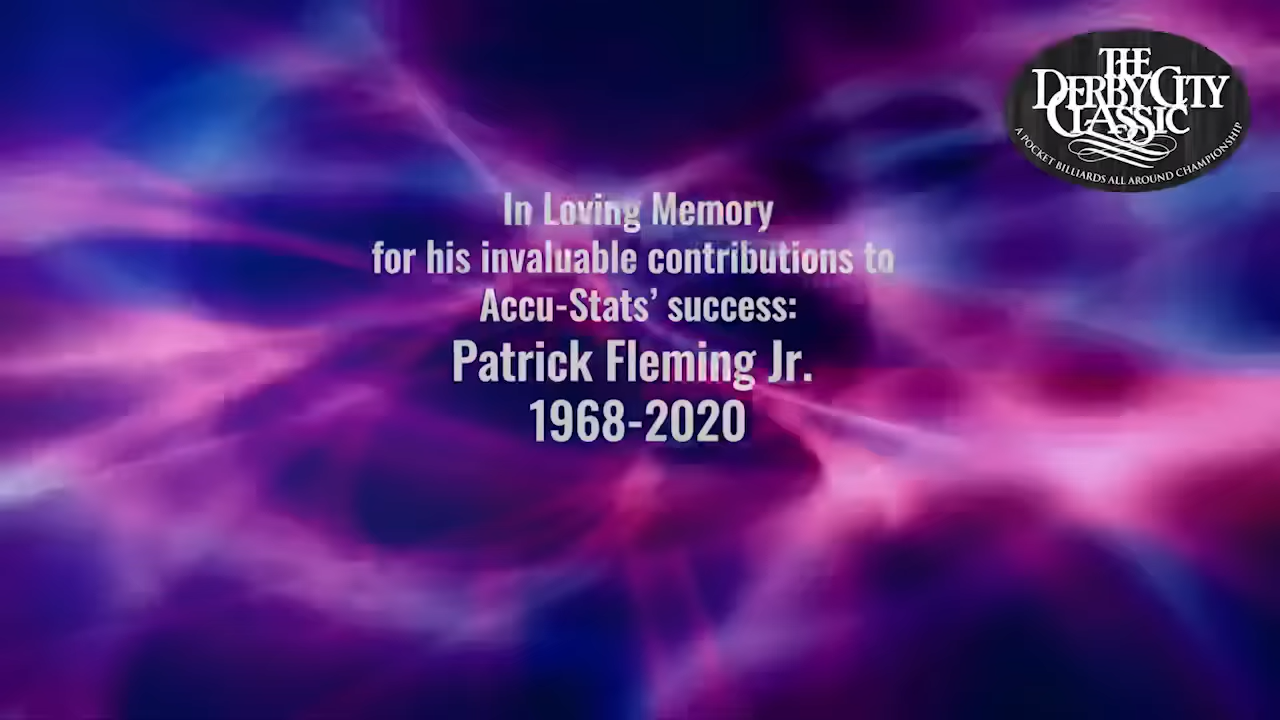 THE
DERBY CITY
CLASSIC
A POCKET BILLIARDS ALL AROUND CHAMPIONSHIP
In Loving Memory
for his invaluable contributions to
Accu-Stats’ success:
Patrick Fleming Jr.
1968-2020